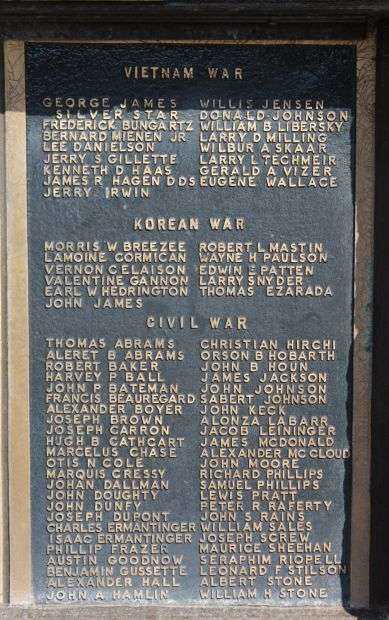 VIETNAM WAR
GEORGE JAMES
SILVER STAR
FREDERICK BUNGARTZ
BERNARD MIENER JR
LEE DANIELSON
JERRY S GILLETTE
KENNETH D HAAS
JAMES R HAGEN DDS
JERRY IRWIN
WILLIS JENSEN
DONALD JOHNSON
WILLIAM B LIBERSKY
LARRY D MILLING
WILBUR A SKAAR
LARRY L TECHMEIR
GERALD A VIZER
EUGENE WALLACE
KOREAN WAR
MORRIS W BREEZEE
LAMOINE CORMICAN
VERNON C ELAISON
VALENTINE GANNON
EARL W HEDRINGTON
JOHN JAMES
ROBERT L MASTIN
WAYNE H PAULSON
EDWIN E PATTEN
LARRY SNYDER
THOMAS EZARADA
CIVIL WAR
THOMAS ABRAMS
ALERET B ABRAMS
ROBERT BAKER
HARVEY P BALL
JOHN P BATEMAN
FRANCIS BEAUREGARD
ALEXANDER BOYER
JOSEPH BROWN
JOSEPH CARRON
HUGH B CATHCART
MARCELUS CHASE
OTIS N COLE
MARQUIS CRESSY
JOHAN DALLMAN
JOHN DOUGHTY
JOHN DUNFY
JOSEPH DUPONT
CHARLES ERMANTINGER
ISAAC ERMANTINGER
PHILLIP FRAZER
AUSTIN GOODNOW
BENJAMIN GUSSETTE
ALEXANDER HALL
JOHN A HAMLIN
CHRISTIAN HIRCHI
ORSON B HOBARTH
JOHN B HOUN
JAMES JACKSON
JOHN JOHNSON
SABERT JOHNSON
JOHN KECK
ALONZA LABARR
JACOB LEININGER
JAMES MCDONALD
ALEXANDER MC CLOUD
JOHN MOORE
RICHARD PHILLIPS
SAMUEL PHILLIPS
LEWIS PRATT
PETER R RAFERTY
JOHN S RAINS
WILLIAM SALES
JOSEPH SCREW
MAURICE SHEEHAN
SERAPHIM RIOPELL
LEONARD F STILSON
ALBERT STONE
WILLIAM H STONE